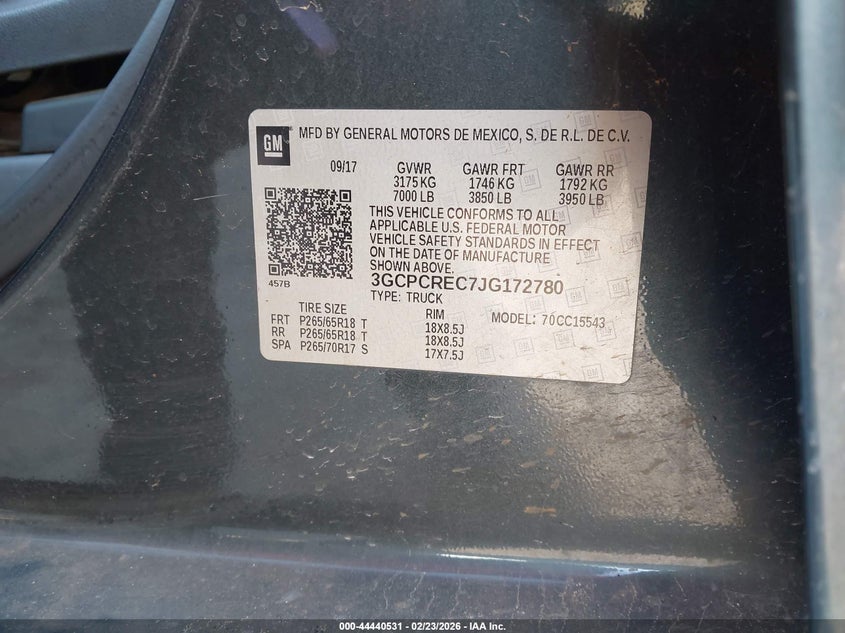 GM MFD BY GENERAL MOTORS DE MEXICO, S. DE R.L. DE C.V.
09/17 GVWR GAWR FRT GAWR RR
3175 KG 1746 KG 1792 KG
7000 LB 3850 LB 3950 LB
THIS VEHICLE CONFORMS TO ALL
APPLICABLE U.S. FEDERAL MOTOR
VEHICLE SAFETY STANDARDS IN EFFECT
ON THE DATE OF MANUFACTURE
SHOWN ABOVE.
457B
3GCPCREC7JG172780
TYPE: TRUCK
MODEL: 70CC15543
TIRE SIZE RIM
FRT P265/65R18 T 18X8.5J
RR P265/65R18 T 18X8.5J
SPA P265/70R17 S 17X7.5J
000-44440531 - 02/23/2026 - IAA Inc.